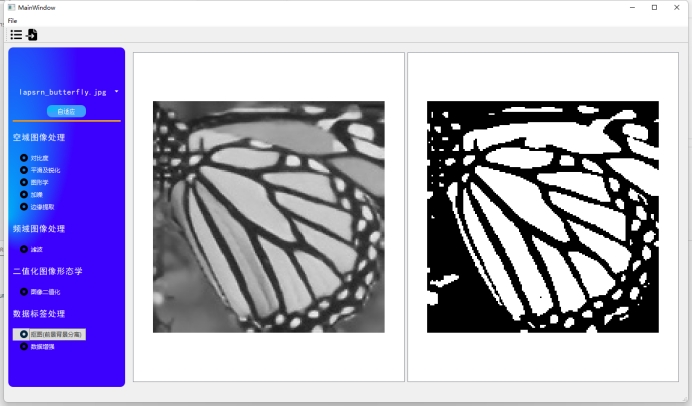 MainWindow
File
lapsrn_butterfly.jpg
自适应
空域图像处理
对比度
平滑及锐化
图形学
加噪
边缘提取
频域图像处理
滤波
二值化图像形态学
图像二值化
数据标签处理
抠图(前景背景分离)
数据增强